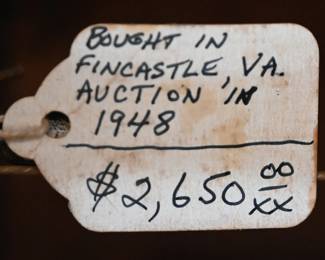 BOUGHT IN
FINCASTLE, VA.
AUCTION IN
1948
$2,650 00/XX